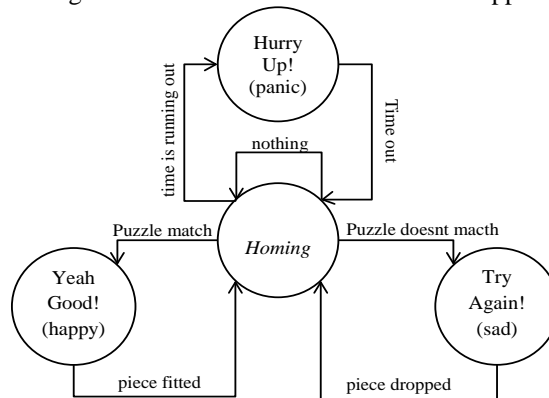 Hurry
Up!
(panic)
time is running out
Time out
nothing
Puzzle match
Homing
Puzzle doesnt macth
Yeah
Good!
(happy)
Try
Again!
(sad)
piece fitted
piece dropped